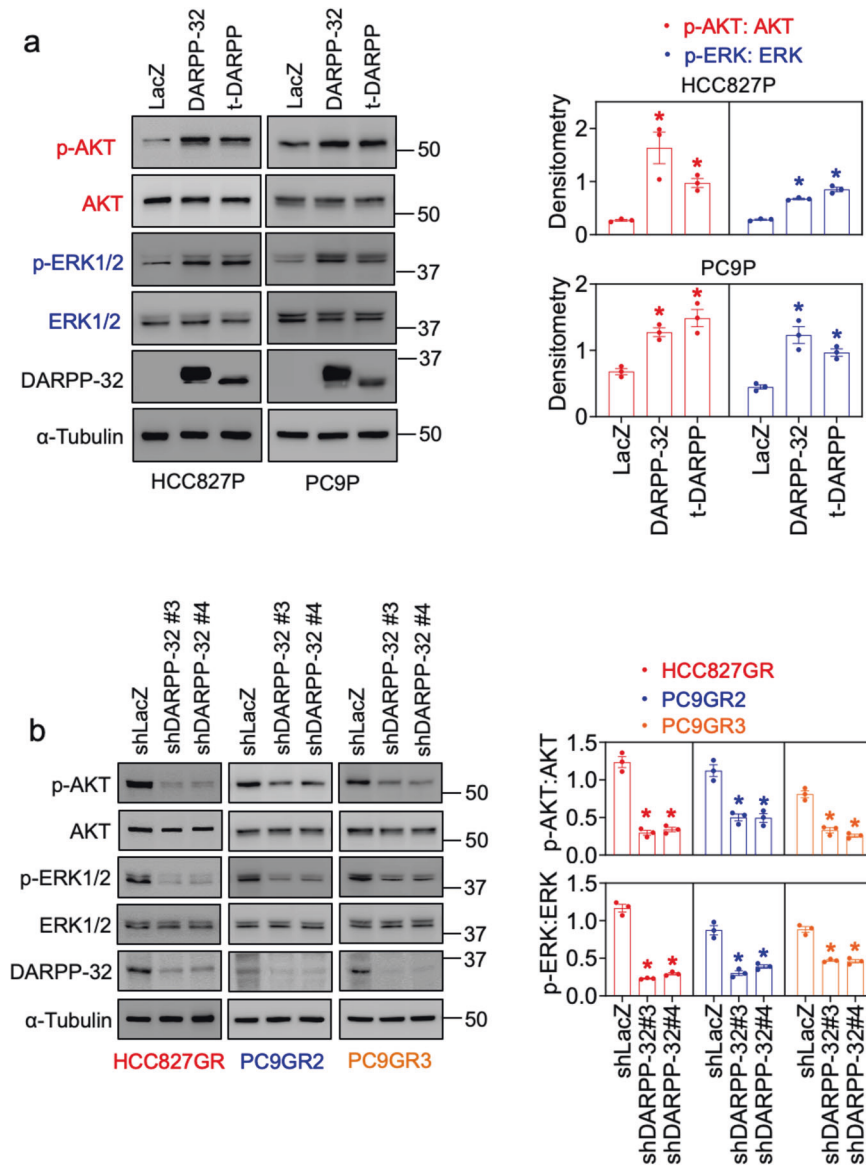 a
LacZ
DARPP-32
t-DARPP
LacZ
DARPP-32
t-DARPP
p-AKT
50
AKT
50
p-ERK1/2
37
ERK1/2
37
DARPP-32
37
α-Tubulin
50
HCC827P PC9P
p-AKT: AKT
p-ERK: ERK
HCC827P
Densitometry
2
1
0
* * * *
PC9P
Densitometry
2
1
0
* * * *
LacZ
DARPP-32
t-DARPP
LacZ
DARPP-32
t-DARPP
b
shLacZ
shDARPP-32 #3
shDARPP-32 #4
shLacZ
shDARPP-32 #3
shDARPP-32 #4
shLacZ
shDARPP-32 #3
shDARPP-32 #4
p-AKT
50
AKT
50
p-ERK1/2
37
ERK1/2
37
DARPP-32
37
α-Tubulin
50
HCC827GR PC9GR2 PC9GR3
HCC827GR
PC9GR2
PC9GR3
p-AKT:AKT
1.5
1.0
0.5
0.0
* * * * * *
p-ERK:ERK
1.5
1.0
0.5
0.0
* * * * * *
shLacZ
shDARPP-32#3
shDARPP-32#4
shLacZ
shDARPP-32#3
shDARPP-32#4
shLacZ
shDARPP-32#3
shDARPP-32#4